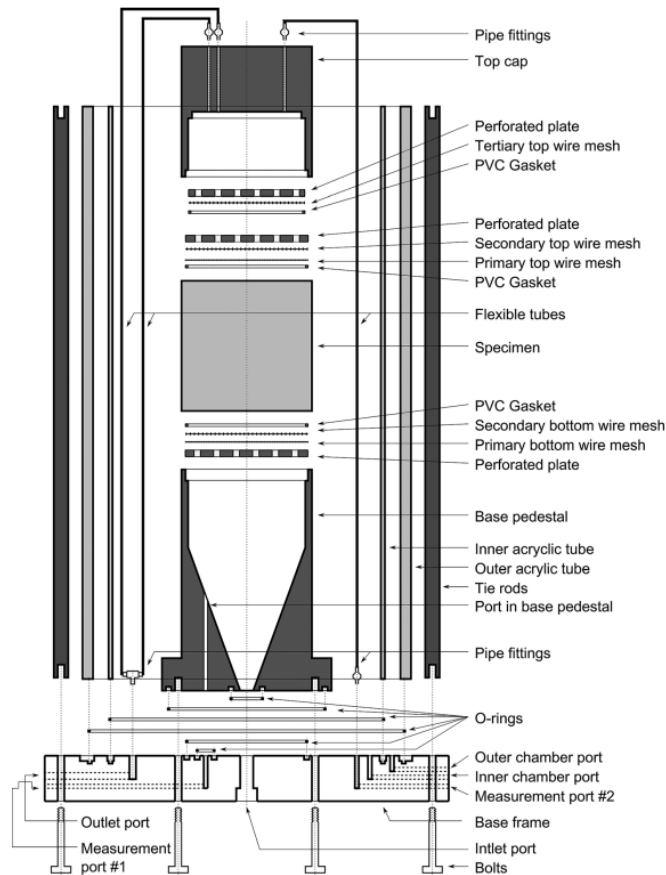 Pipe fittings
Top cap
Perforated plate
Tertiary top wire mesh
PVC Gasket
Perforated plate
Secondary top wire mesh
Primary top wire mesh
PVC Gasket
Flexible tubes
Specimen
PVC Gasket
Secondary bottom wire mesh
Primary bottom wire mesh
Perforated plate
Base pedestal
Inner acryclic tube
Outer acrylic tube
Tie rods
Port in base pedestal
Pipe fittings
O-rings
Outer chamber port
Inner chamber port
Measurement port #2
Outlet port
Base frame
Measurement
port #1
Intlet port
Bolts